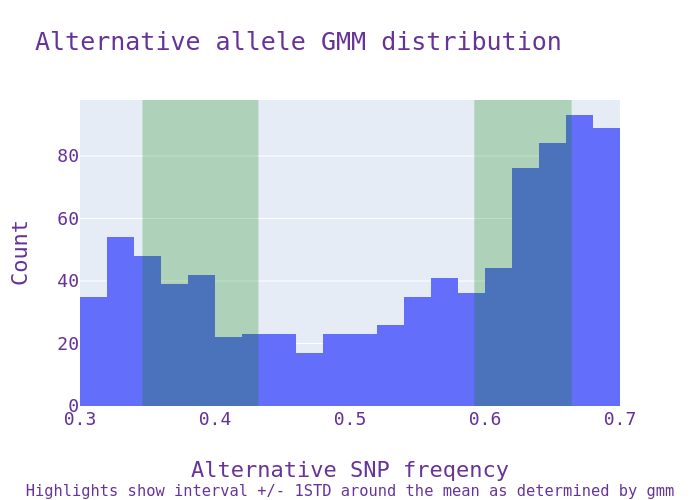 Alternative allele GMM distribution
Count
80
60
40
20
0
0.3 0.4 0.5 0.6 0.7
Alternative SNP freqency
Highlights show interval +/- 1STD around the mean as determined by gmm